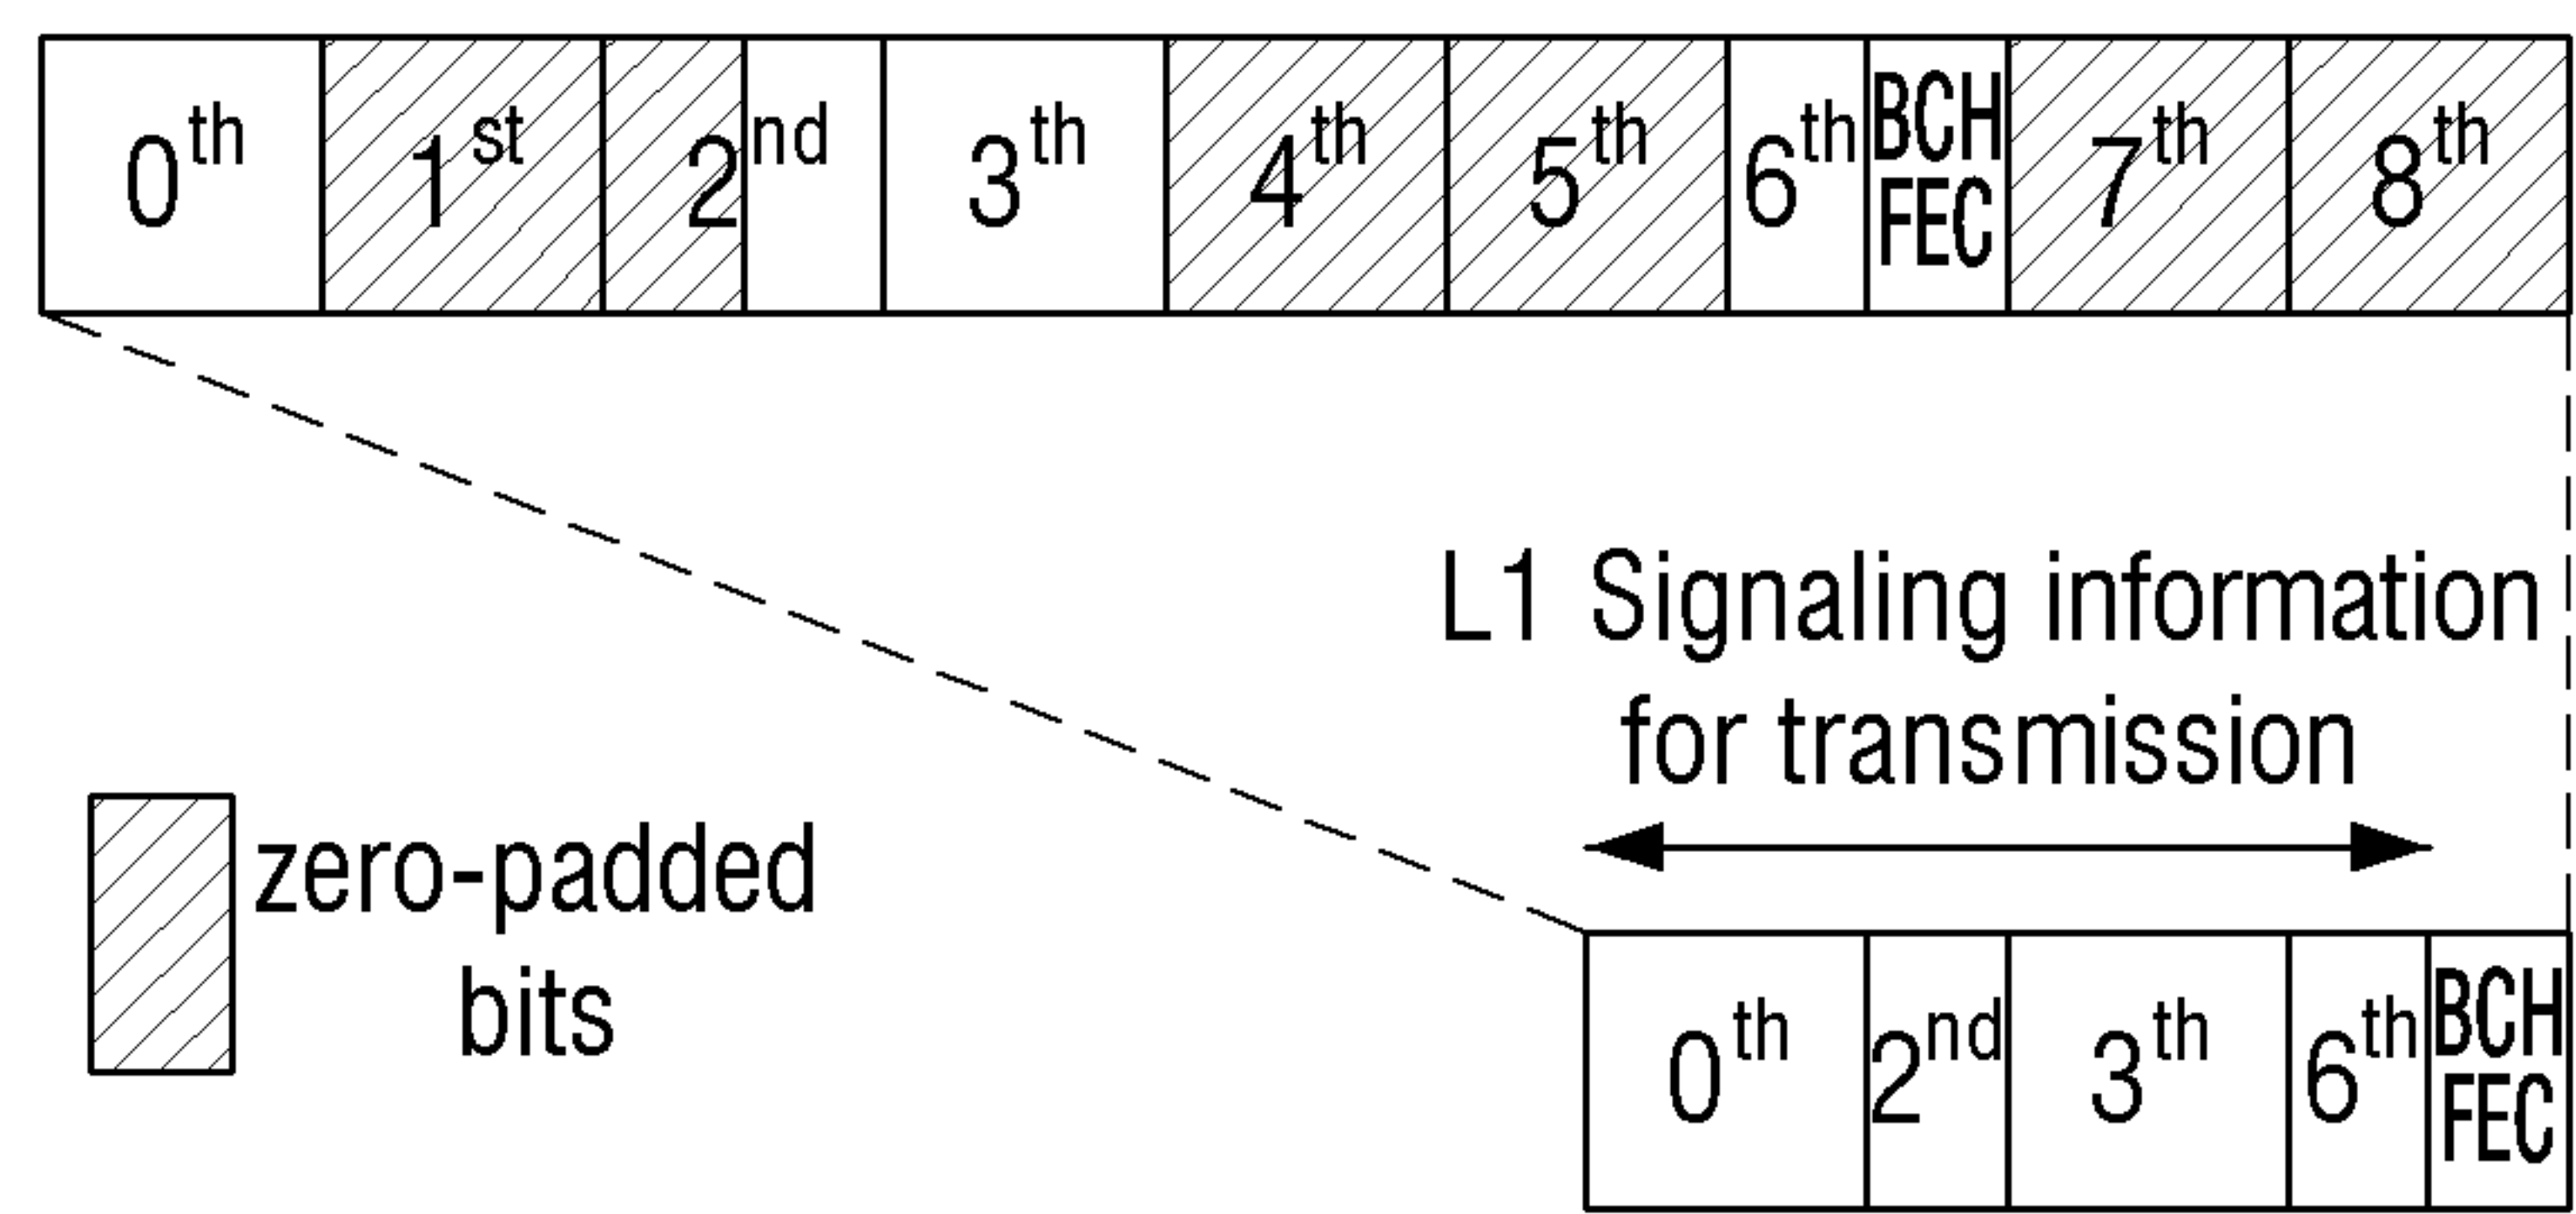 0th 1st 2nd 3th 4th 5th 6th BCH FEC 7th 8th
L1 Signaling information
for transmission
zero-padded
bits
0th 2nd 3th 6th BCH FEC